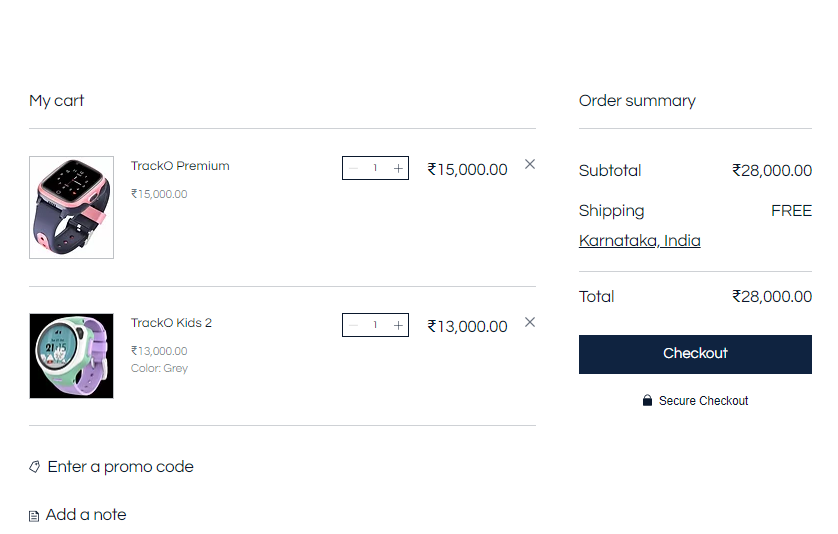 My cart
TrackO Premium
₹15,000.00
1
₹15,000.00
TrackO Kids 2
₹13,000.00
Color: Grey
1
₹13,000.00
Enter a promo code
Add a note
Order summary
Subtotal ₹28,000.00
Shipping FREE
Karnataka, India
Total ₹28,000.00
Checkout
Secure Checkout